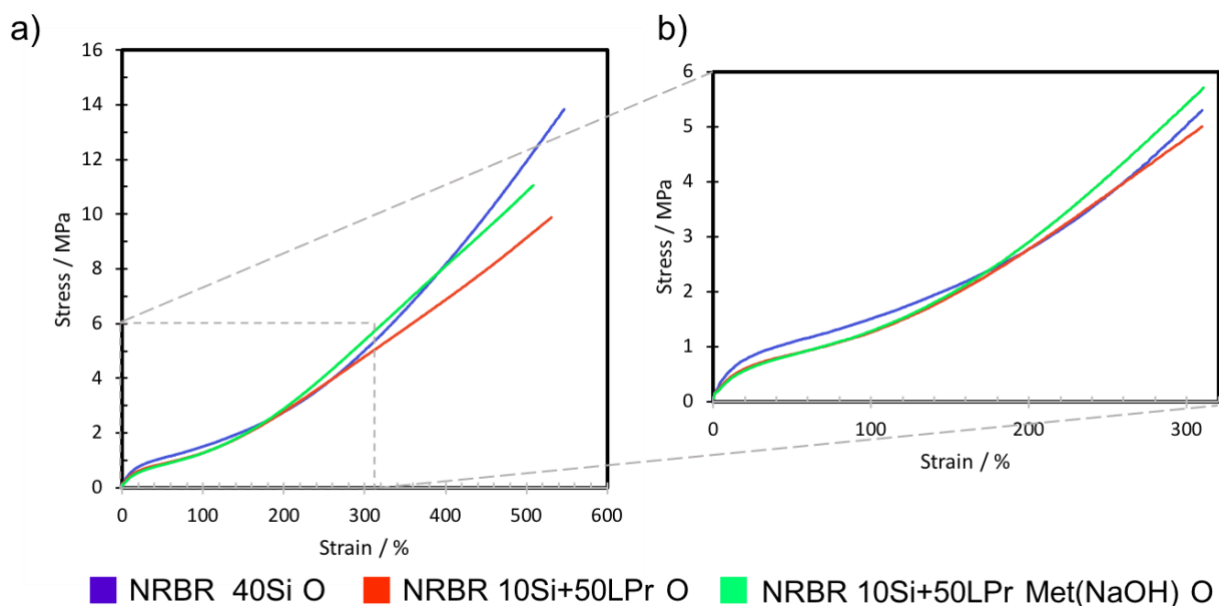 a)
16
14
12
10
8
6
4
2
0
Stress / MPa
0 100 200 300 400 500 600
Strain / %
b)
6
5
4
3
2
1
0
Stress / MPa
0 100 200 300
Strain / %
NRBR 40Si O NRBR 10Si+50LPr O NRBR 10Si+50LPr Met(NaOH) O